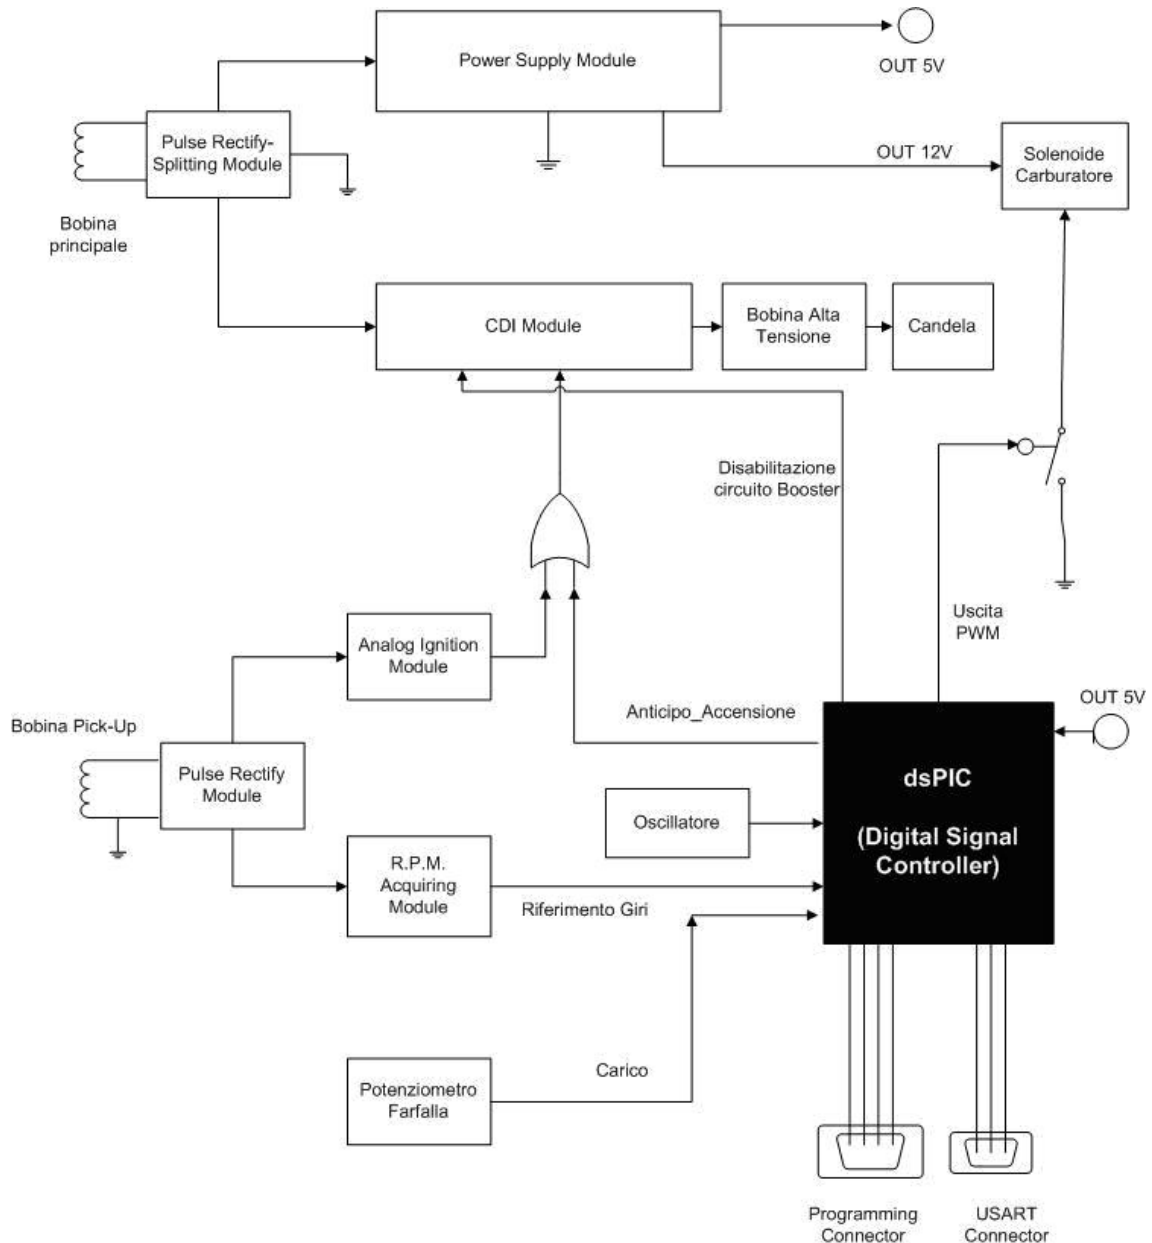 Power Supply Module
OUT 5V
Pulse Rectify-
Splitting Module
OUT 12V
Solenoide
Carburatore
Bobina
principale
CDI Module
Bobina Alta
Tensione
Candela
Disabilitazione
circuito Booster
Uscita
PWM
Analog Ignition
Module
Anticipo_Accensione
OUT 5V
Bobina Pick-Up
Pulse Rectify
Module
dsPIC
(Digital Signal
Controller)
Oscillatore
R.P.M.
Acquiring
Module
Riferimento Giri
Carico
Potenziometro
Farfalla
Programming
Connector
USART
Connector